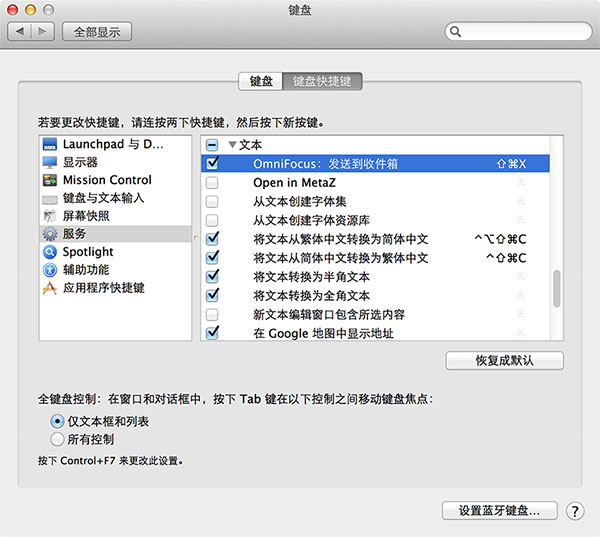 键盘
全部显示
键盘 键盘快捷键
若要更改快捷键，请连按两下快捷键，然后按下新按键。
Launchpad 与 D...
显示器
Mission Control
键盘与文本输入
屏幕快照
服务
Spotlight
辅助功能
应用程序快捷键
▼文本
OmniFocus：发送到收件箱 ⇧⌘X
Open in MetaZ 无
从文本创建字体集 无
从文本创建字体资源库 无
将文本从繁体中文转换为简体中文 ^⌥⇧⌘C
将文本从简体中文转换为繁体中文 ^⇧⌘C
将文本转换为半角文本 无
将文本转换为全角文本 无
新文本编辑窗口包含所选内容 无
在 Google 地图中显示地址 无
恢复成默认
全键盘控制：在窗口和对话框中，按下 Tab 键在以下控制之间移动键盘焦点：
仅文本框和列表
所有控制
按下 Control+F7 来更改此设置。
设置蓝牙键盘... ?